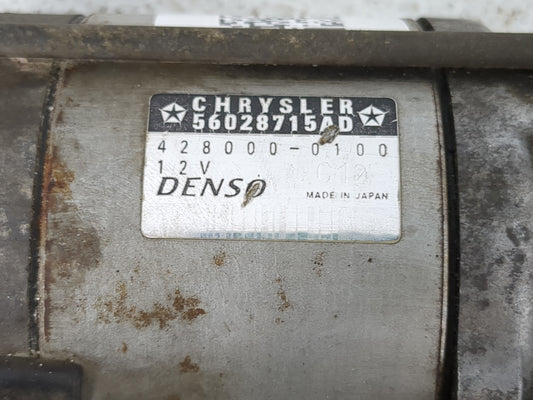 CHRYSLER
56028715AD
428000-0100
12V
DENSO
MADE IN JAPAN